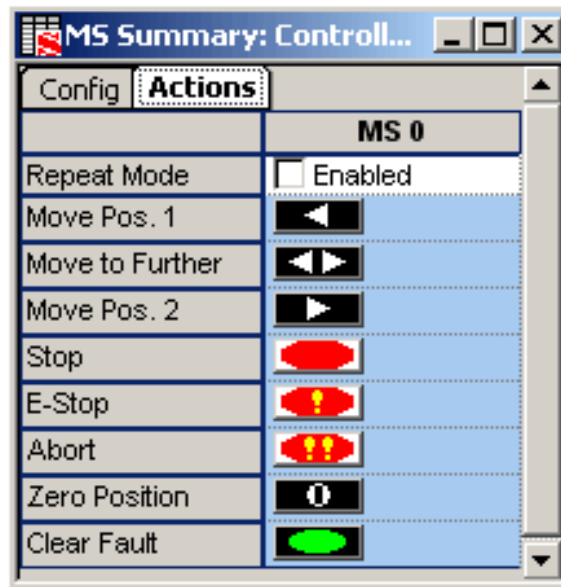 MS Summary: Controll...
Config Actions
MS 0
Repeat Mode Enabled
Move Pos. 1
Move to Further
Move Pos. 2
Stop
E-Stop !
Abort !!
Zero Position 0
Clear Fault